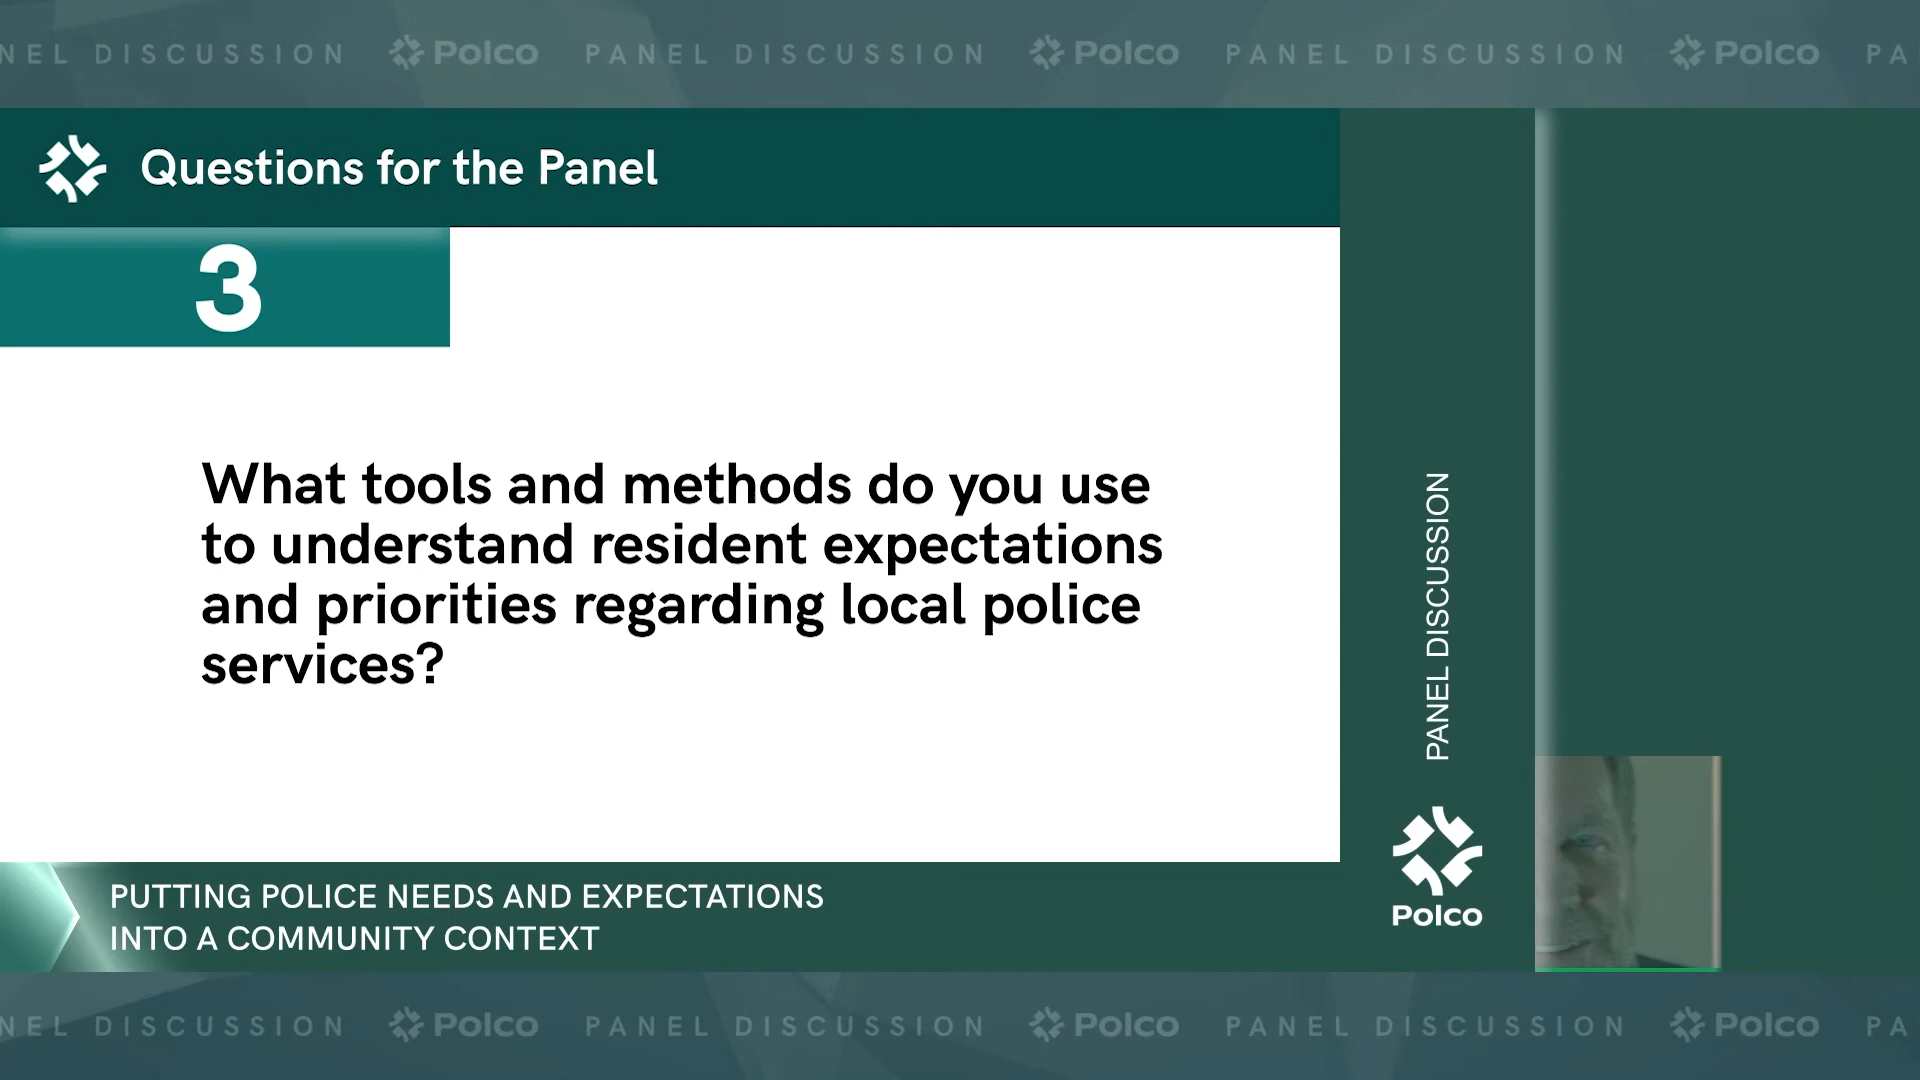 NEL DISCUSSION Polco PANEL DISCUSSION Polco PANEL DISCUSSION Polco PA
Questions for the Panel
3
What tools and methods do you use
to understand resident expectations
and priorities regarding local police
services?
PANEL DISCUSSION
Polco
PUTTING POLICE NEEDS AND EXPECTATIONS
INTO A COMMUNITY CONTEXT
NEL DISCUSSION Polco PANEL DISCUSSION Polco PANEL DISCUSSION Polco PA